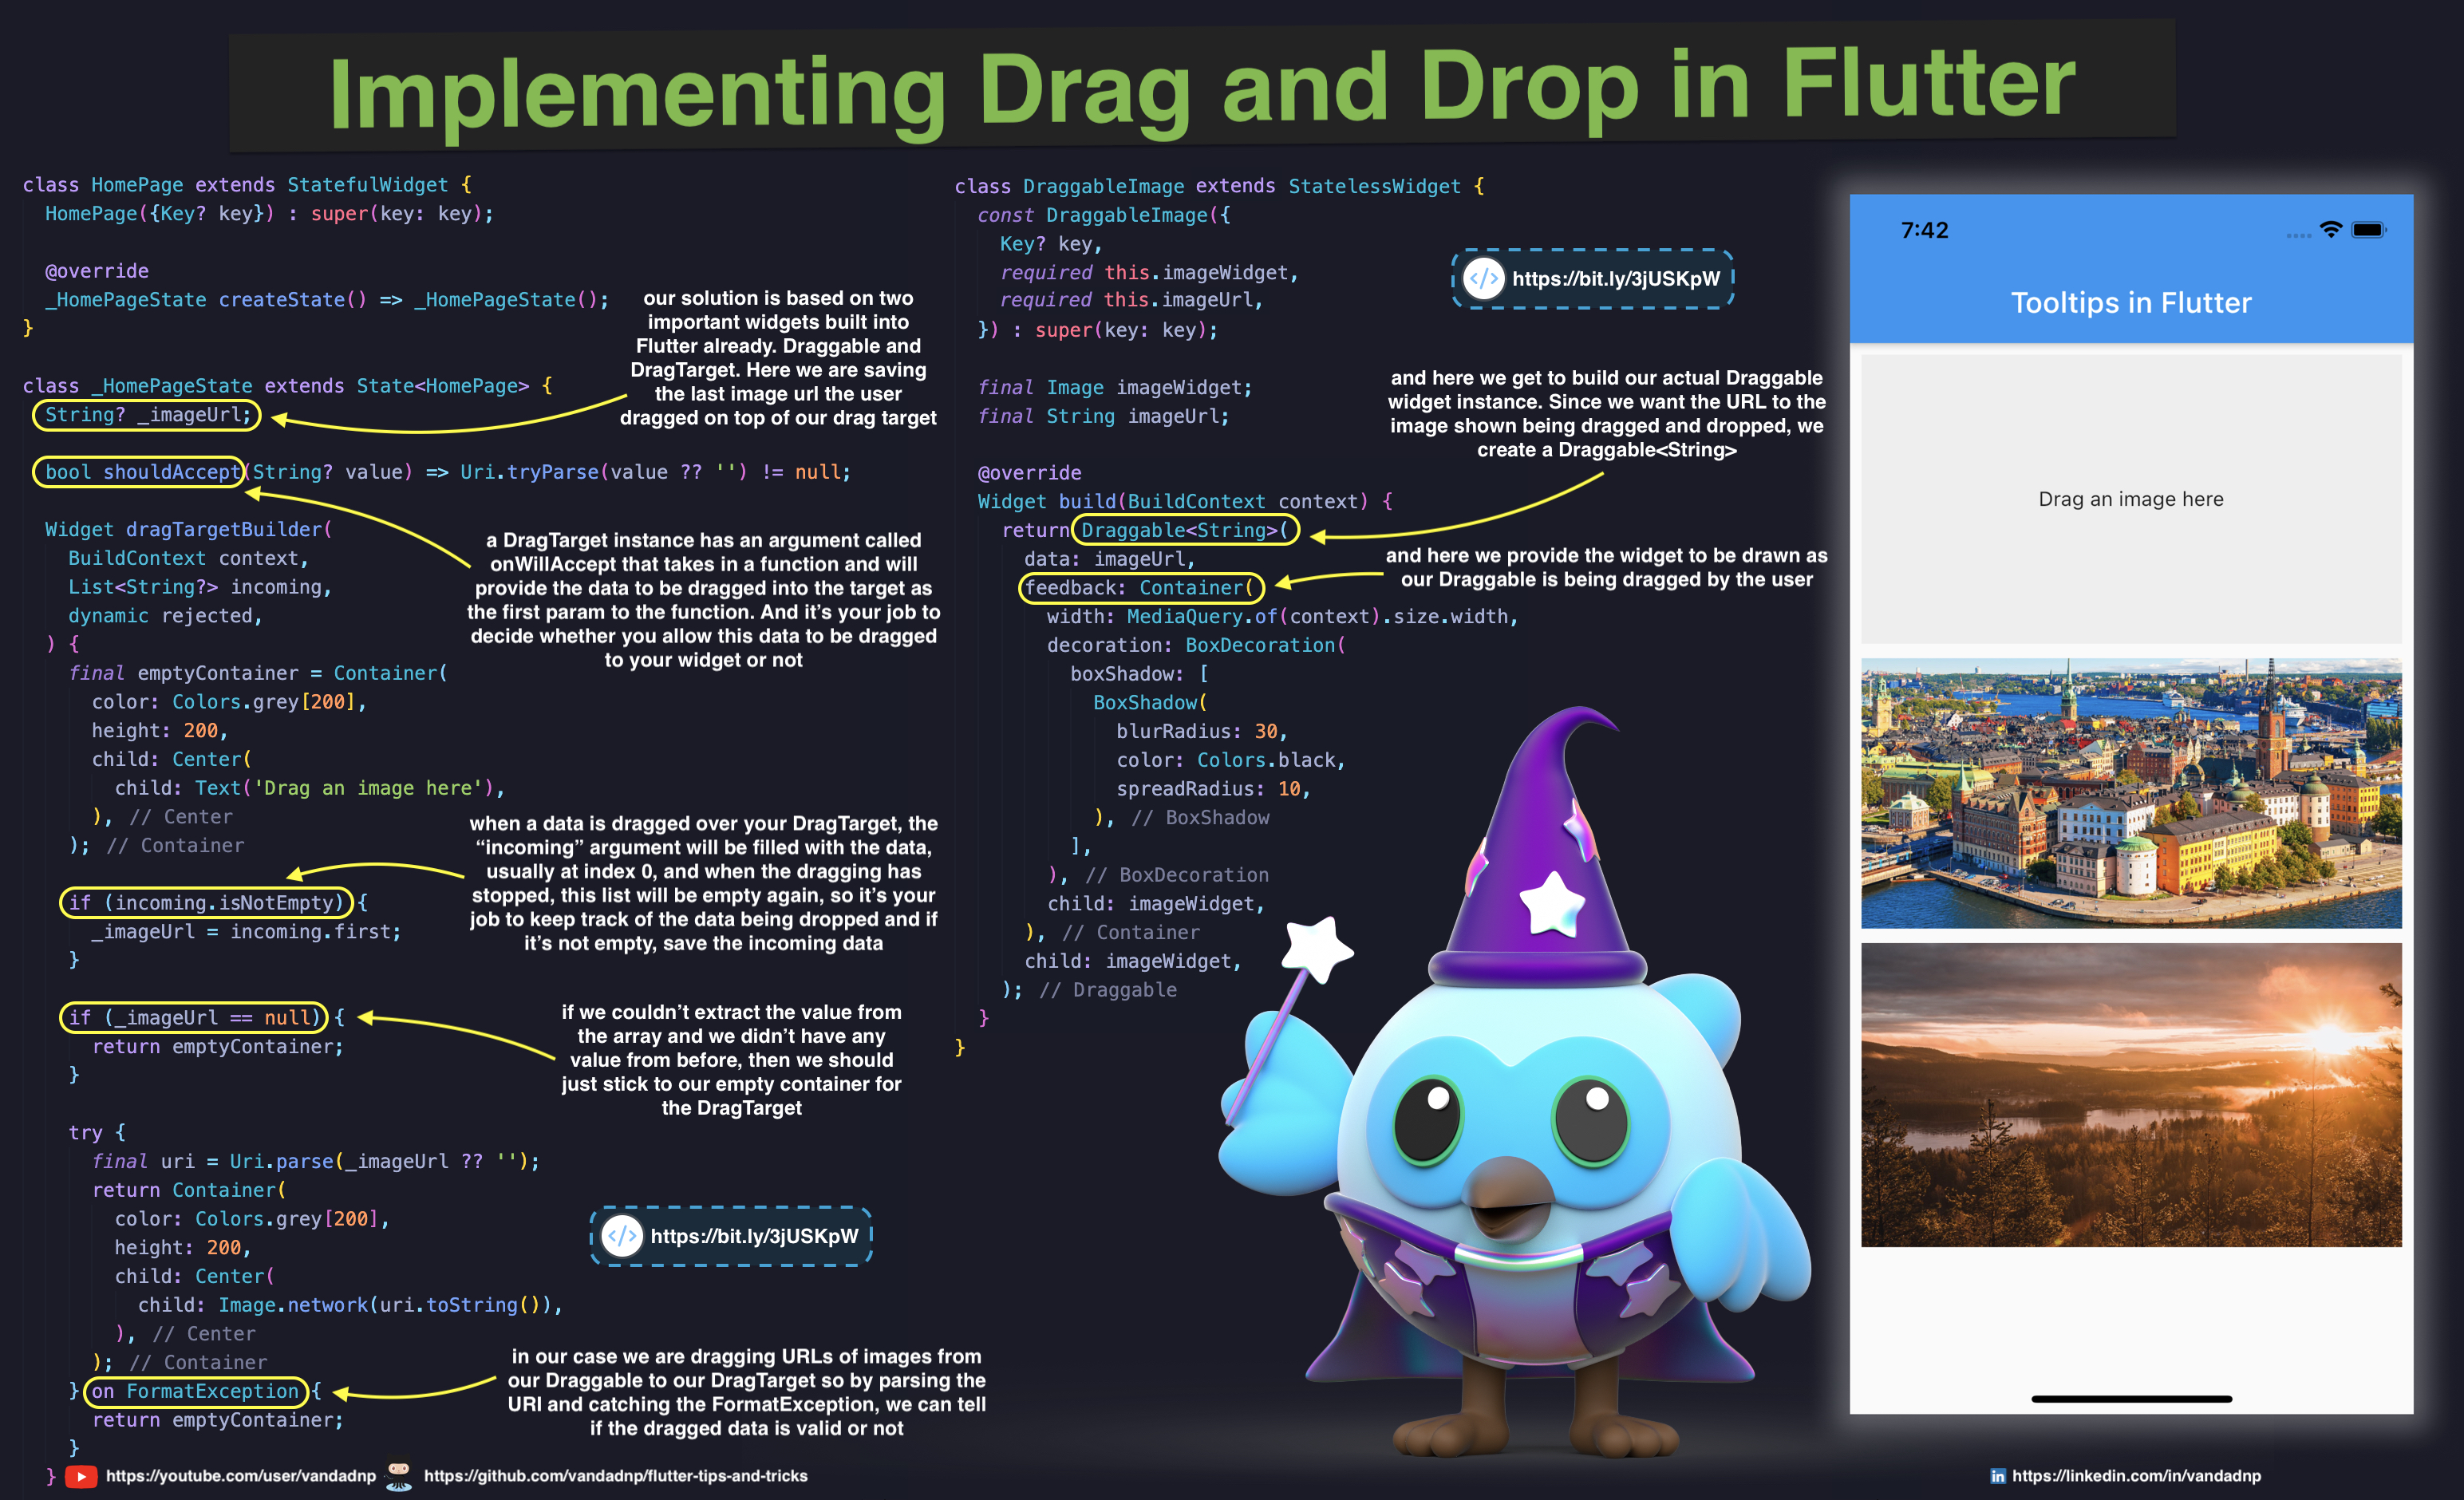 Implementing Drag and Drop in Flutter
class HomePage extends StatefulWidget {
HomePage({Key? key}) : super(key: key);
@override
_HomePageState createState() => _HomePageState();
}
class _HomePageState extends State<HomePage> {
String? _imageUrl;
bool shouldAccept(String? value) => Uri.tryParse(value ?? '') != null;
Widget dragTargetBuilder(
BuildContext context,
List<String?> incoming,
dynamic rejected,
) {
final emptyContainer = Container(
color: Colors.grey[200],
height: 200,
child: Center(
child: Text('Drag an image here'),
), // Center
); // Container
if (incoming.isNotEmpty) {
_imageUrl = incoming.first;
}
if (_imageUrl == null) {
return emptyContainer;
}
try {
final uri = Uri.parse(_imageUrl ?? '');
return Container(
color: Colors.grey[200],
height: 200,
child: Center(
child: Image.network(uri.toString()),
), // Center
); // Container
} on FormatException {
return emptyContainer;
}
}
our solution is based on two
important widgets built into
Flutter already. Draggable and
DragTarget. Here we are saving
the last image url the user
dragged on top of our drag target
a DragTarget instance has an argument called
onWillAccept that takes in a function and will
provide the data to be dragged into the target as
the first param to the function. And it's your job to
decide whether you allow this data to be dragged
to your widget or not
when a data is dragged over your DragTarget, the
“incoming” argument will be filled with the data,
usually at index 0, and when the dragging has
stopped, this list will be empty again, so it's your
job to keep track of the data being dropped and if
it's not empty, save the incoming data
if we couldn't extract the value from
the array and we didn't have any
value from before, then we should
just stick to our empty container for
the DragTarget
</> https://bit.ly/3jUSKpW
in our case we are dragging URLs of images from
our Draggable to our DragTarget so by parsing the
URI and catching the FormatException, we can tell
if the dragged data is valid or not
class DraggableImage extends StatelessWidget {
const DraggableImage({
Key? key,
required this.imageWidget,
required this.imageUrl,
}) : super(key: key);
final Image imageWidget;
final String imageUrl;
@override
Widget build(BuildContext context) {
return Draggable<String>(
data: imageUrl,
feedback: Container(
width: MediaQuery.of(context).size.width,
decoration: BoxDecoration(
boxShadow: [
BoxShadow(
blurRadius: 30,
color: Colors.black,
spreadRadius: 10,
), // BoxShadow
],
), // BoxDecoration
child: imageWidget,
), // Container
child: imageWidget,
); // Draggable
}
}
</> https://bit.ly/3jUSKpW
and here we get to build our actual Draggable
widget instance. Since we want the URL to the
image shown being dragged and dropped, we
create a Draggable<String>
and here we provide the widget to be drawn as
our Draggable is being dragged by the user
7:42
Tooltips in Flutter
Drag an image here
https://youtube.com/user/vandadnp
https://github.com/vandadnp/flutter-tips-and-tricks
in https://linkedin.com/in/vandadnp